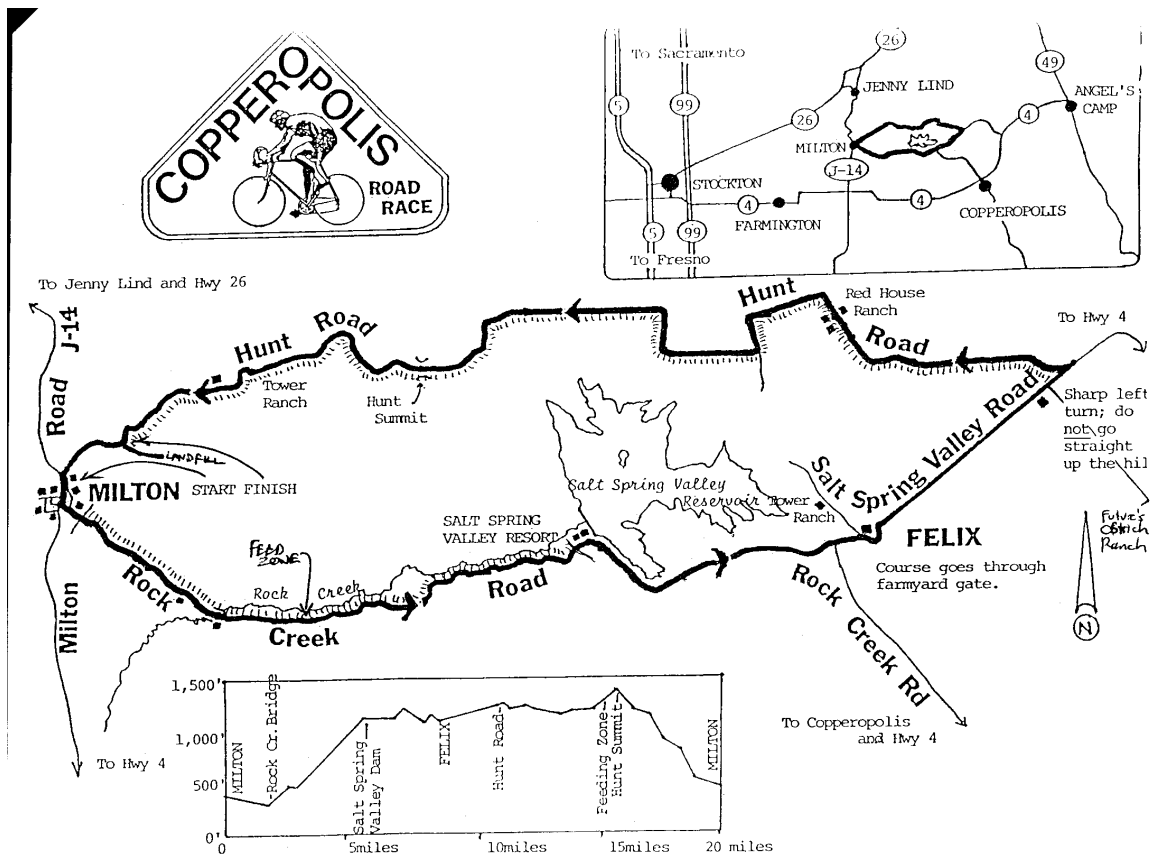 COPPEROPOLIS
ROAD
RACE
To Sacramento
26
49
JENNY LIND
ANGEL'S
CAMP
5
99
26
4
MILTON
J-14
STOCKTON
4
FARMINGTON
4
COPPEROPOLIS
5
99
To Fresno
To Jenny Lind and Hwy 26
J-14
Road
Milton
Hunt Road
Hunt Road
Red House
Ranch
To Hwy 4
Tower
Ranch
Hunt
Summit
Sharp left
turn; do
not go
straight
up the hil
LANDFILL
MILTON
START FINISH
Salt Spring Valley
Reservoir
Tower
Ranch
Salt Spring Valley Road
SALT SPRING
VALLEY RESORT
FEED
ZONE
FELIX
Course goes through
farmyard gate.
Ranch
Rock Creek Road
Rock Creek
Rock Creek Rd
N
To Copperopolis
and Hwy 4
To Hwy 4
1,500'
1,000'
500'
0'
MILTON
Rock Cr. Bridge
Salt Spring
Valley Dam
FELIX
Hunt Road
Feeding Zone
Hunt Summit
MILTON
0
5miles
10miles
15miles
20 miles